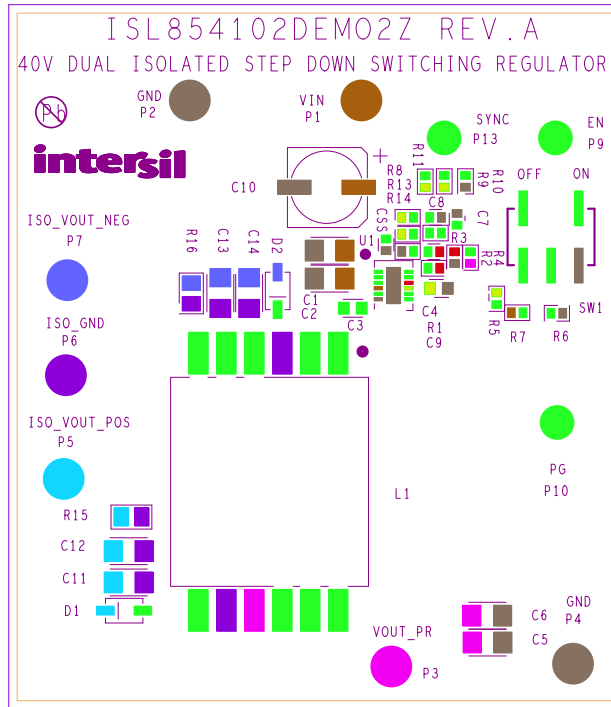 ISL854102DEMO2Z REV.A
40V DUAL ISOLATED STEP DOWN SWITCHING REGULATOR
GND
P2
VIN
P1
SYNC
P13
EN
P9
Pb
intersil
C10
R8
R13
R14
R11
R9
R10
OFF
ON
C8
C7
CSS
R3
U1
ISO_VOUT_NEG
P7
R16
C13
C14
D2
C1
C2
C3
R4
R2
C4
R1
C9
R5
R7
R6
SW1
ISO_GND
P6
ISO_VOUT_POS
P5
PG
P10
L1
R15
C12
C11
D1
VOUT_PR
P3
C6
C5
GND
P4